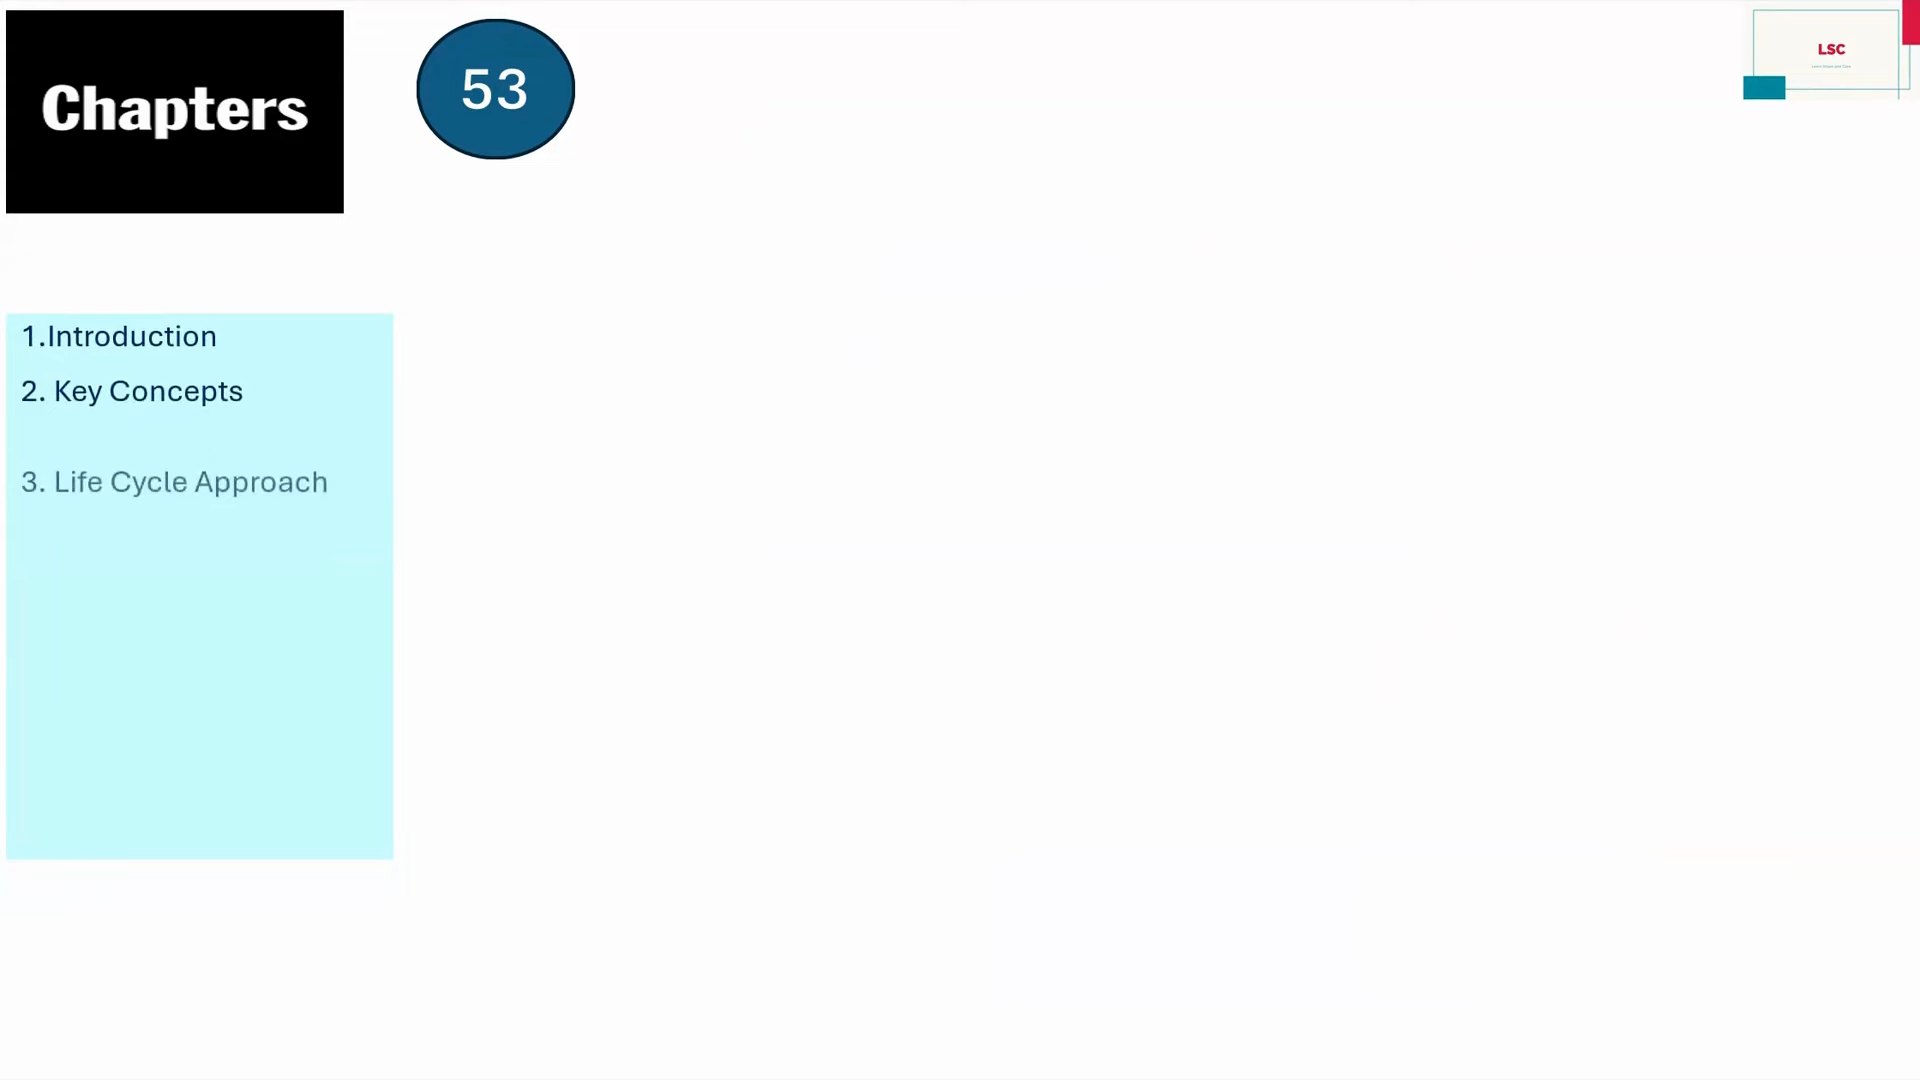 Chapters
53
LSC
1.Introduction
2. Key Concepts
3. Life Cycle Approach